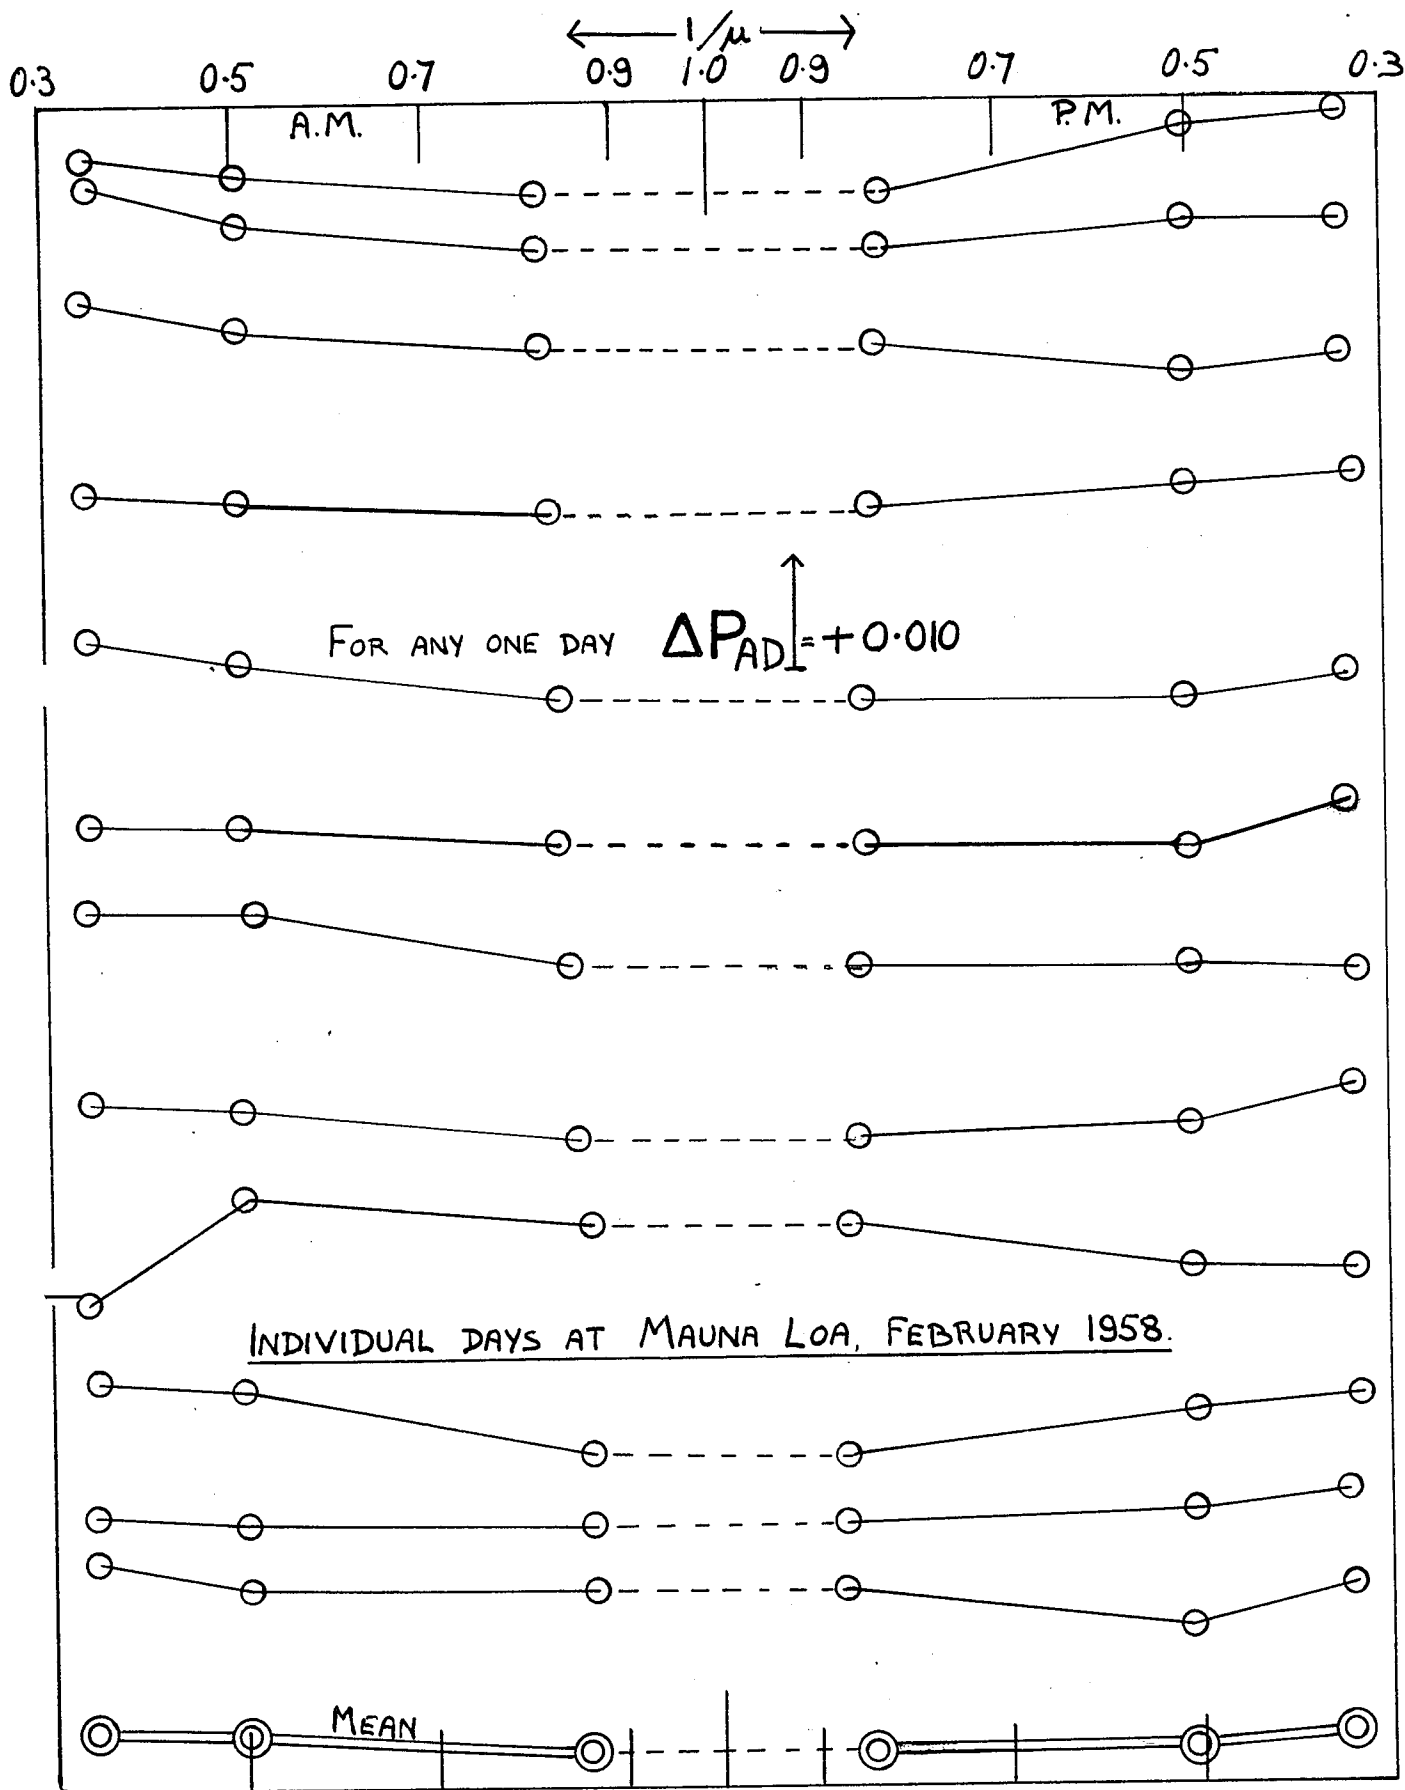 1/μ
0.3 0.5 0.7 0.9 1.0 0.9 0.7 0.5 0.3
A.M. P.M.
FOR ANY ONE DAY ΔP_AD = +0.010
INDIVIDUAL DAYS AT MAUNA LOA, FEBRUARY 1958.
MEAN